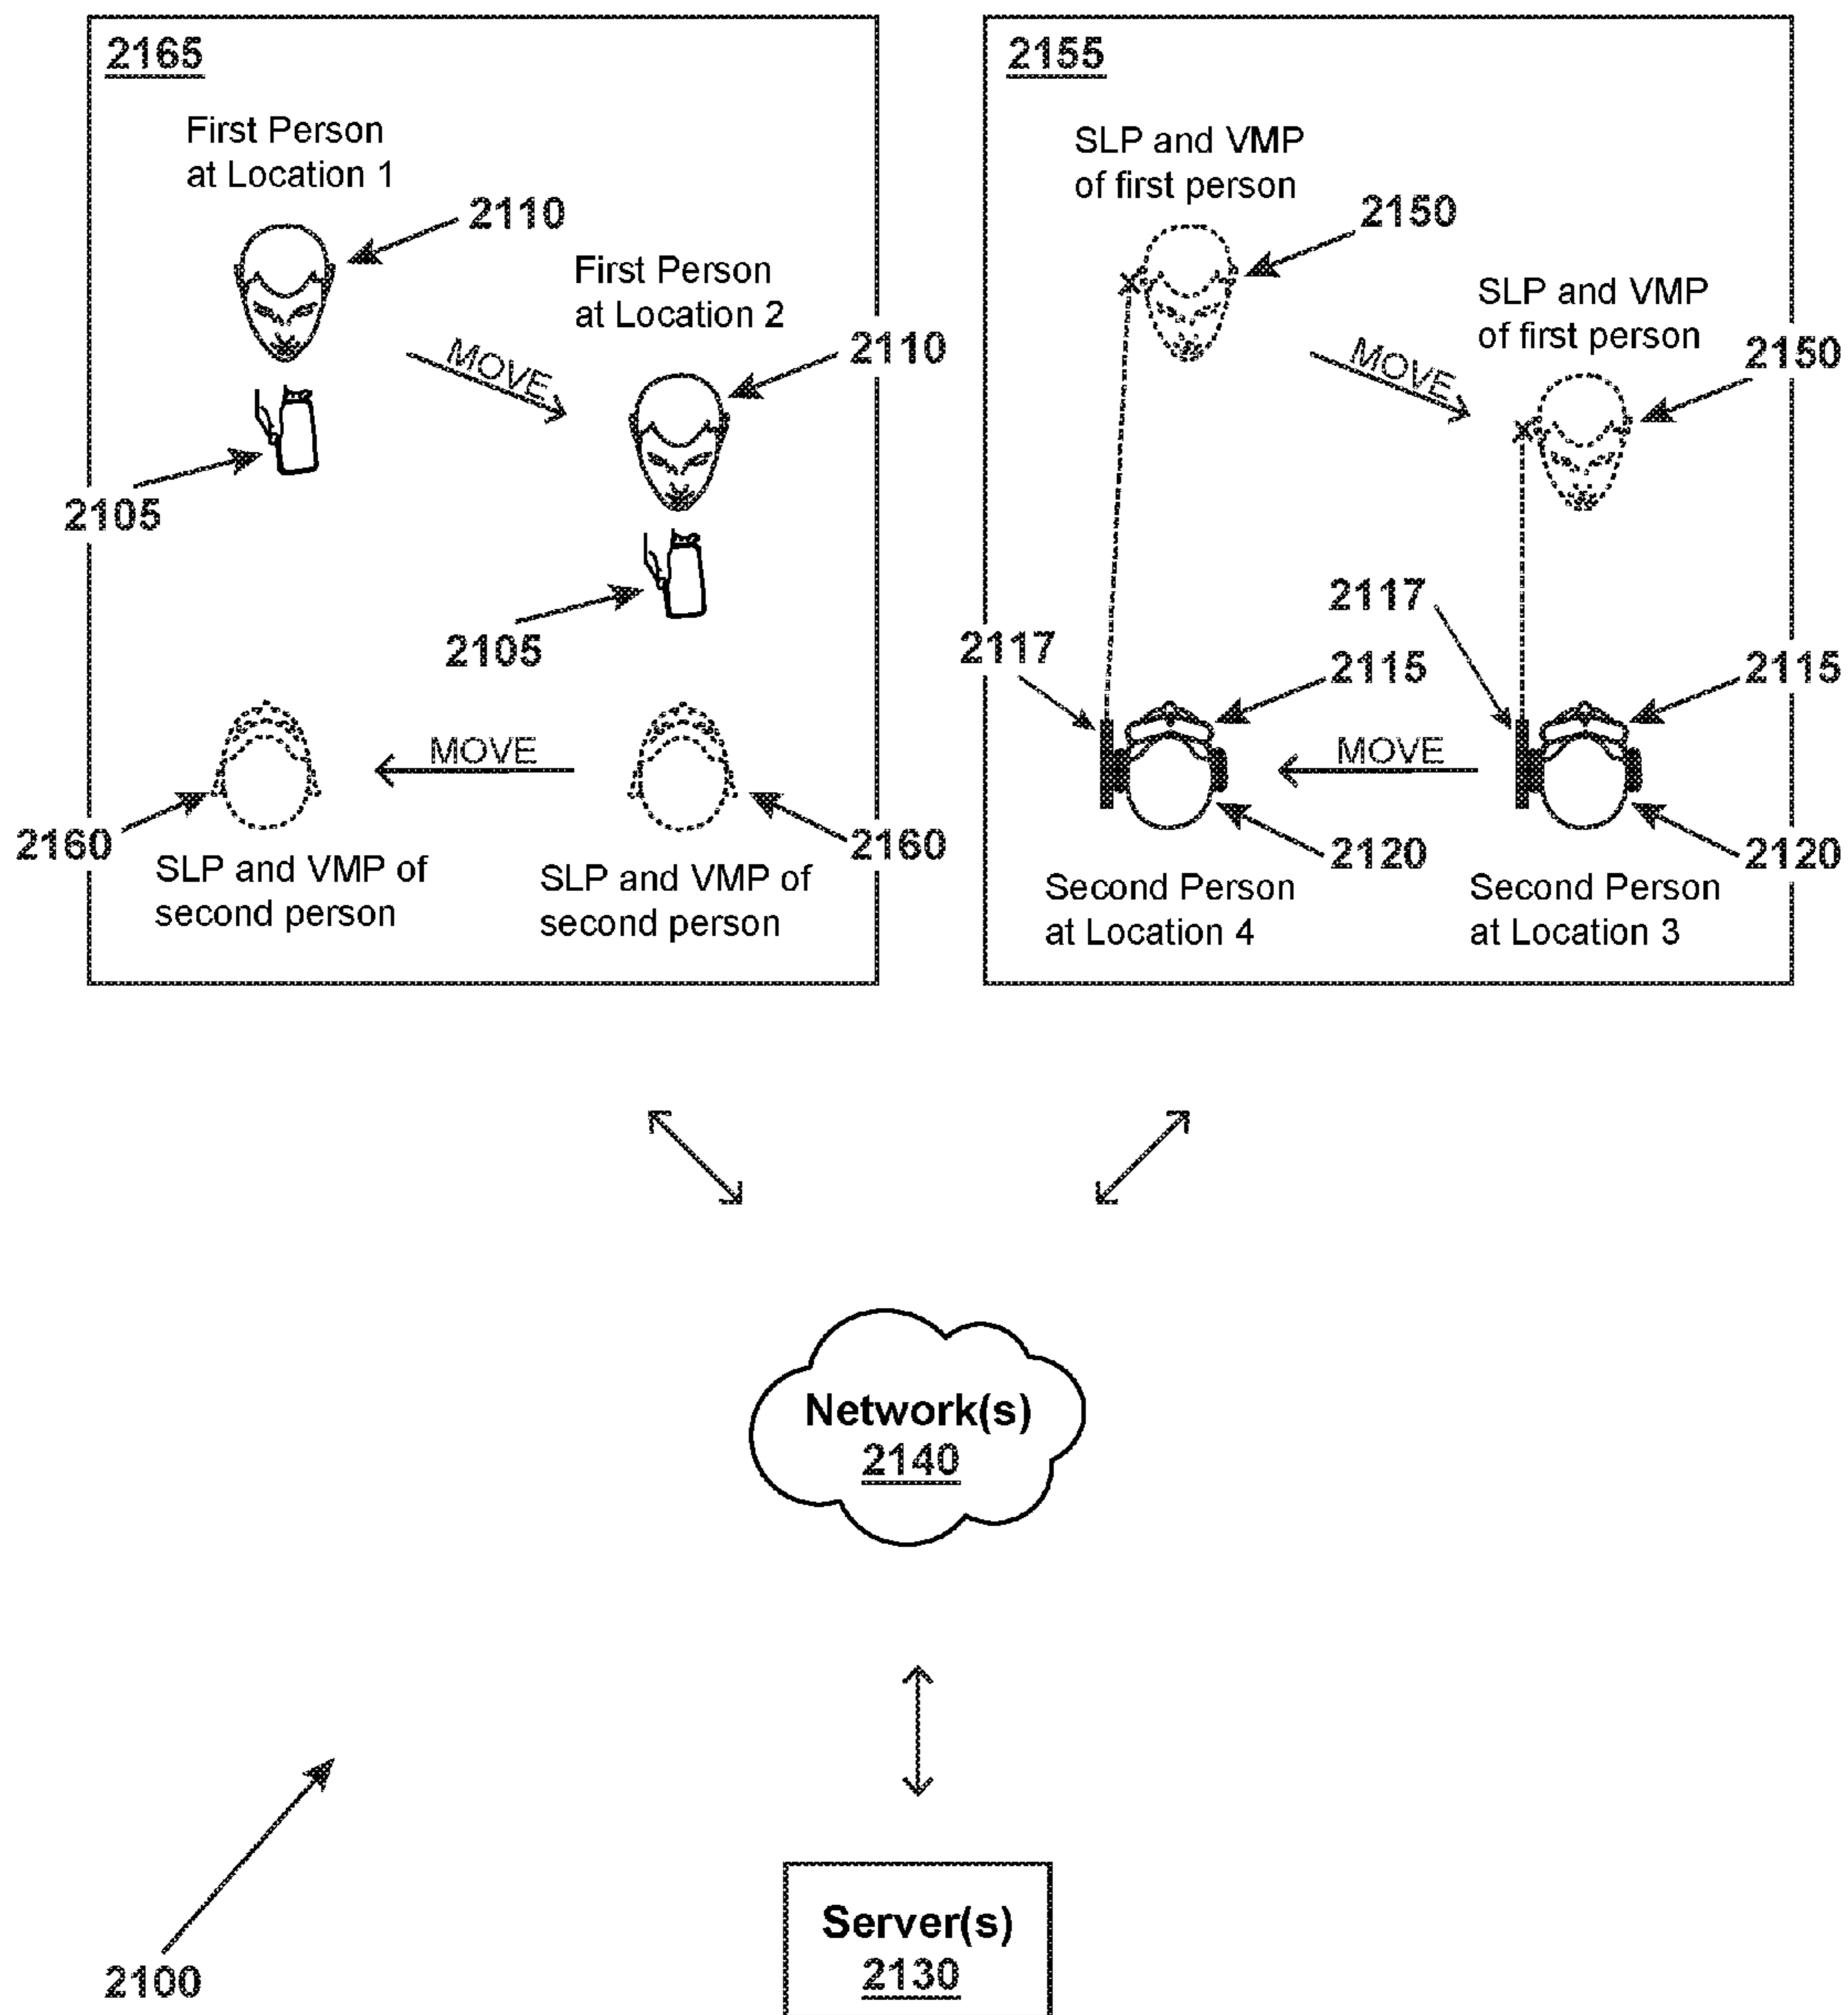 2165
First Person
at Location 1
2110
First Person
at Location 2
2110
MOVE
2105
2105
MOVE
2160
2160
SLP and VMP of
second person
SLP and VMP of
second person
2155
SLP and VMP
of first person
2150
SLP and VMP
of first person
2150
MOVE
2117
2117
2115
2115
MOVE
2120
2120
Second Person
at Location 4
Second Person
at Location 3
Network(s)
2140
2100
Server(s)
2130